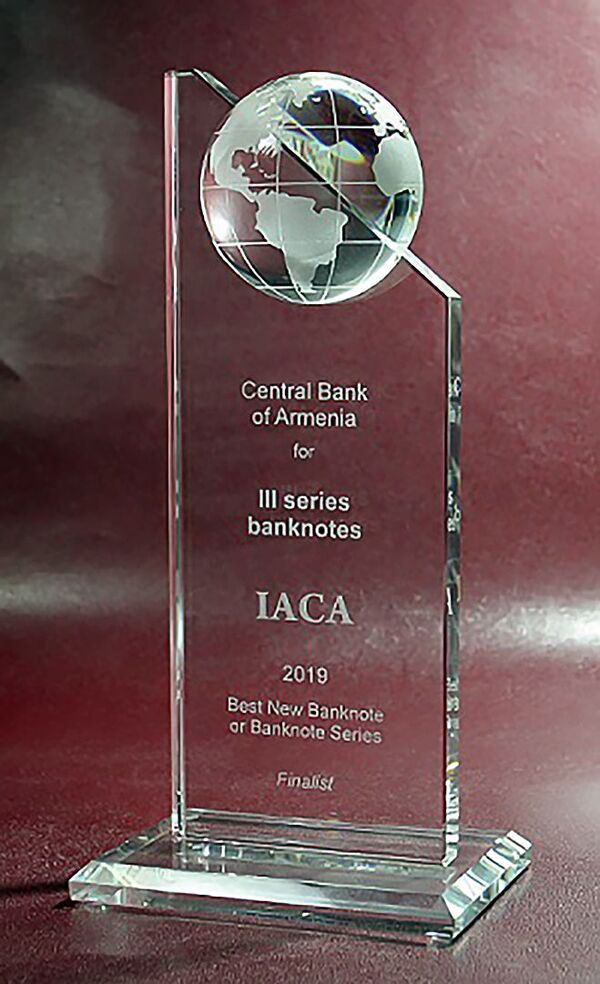 Central Bank
of Armenia
for
III series
banknotes
IACA
2019
Best New Banknote
or Banknote Series
Finalist